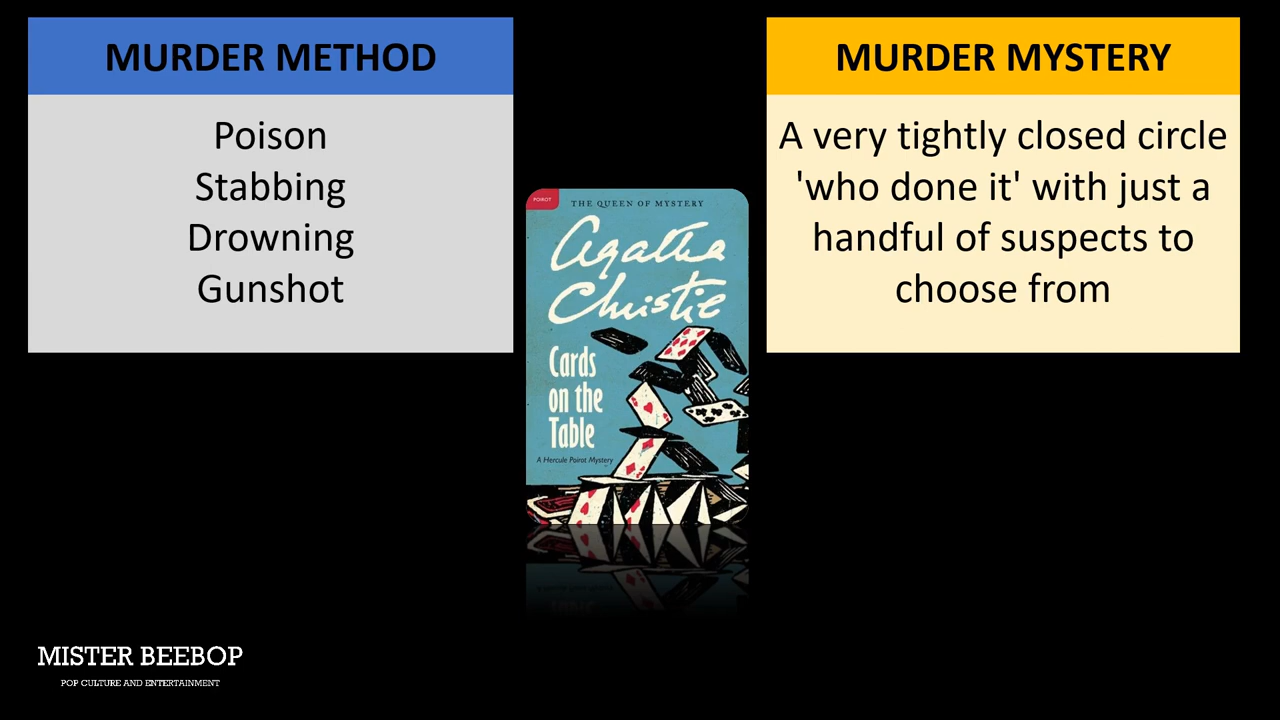 MURDER METHOD
Poison
Stabbing
Drowning
Gunshot
POIROT
THE QUEEN OF MYSTERY
Agatha
Christie
Cards
on the
Table
A Hercule Poirot Mystery
MURDER MYSTERY
A very tightly closed circle
'who done it' with just a
handful of suspects to
choose from
MISTER BEEBOP
POP CULTURE AND ENTERTAINMENT